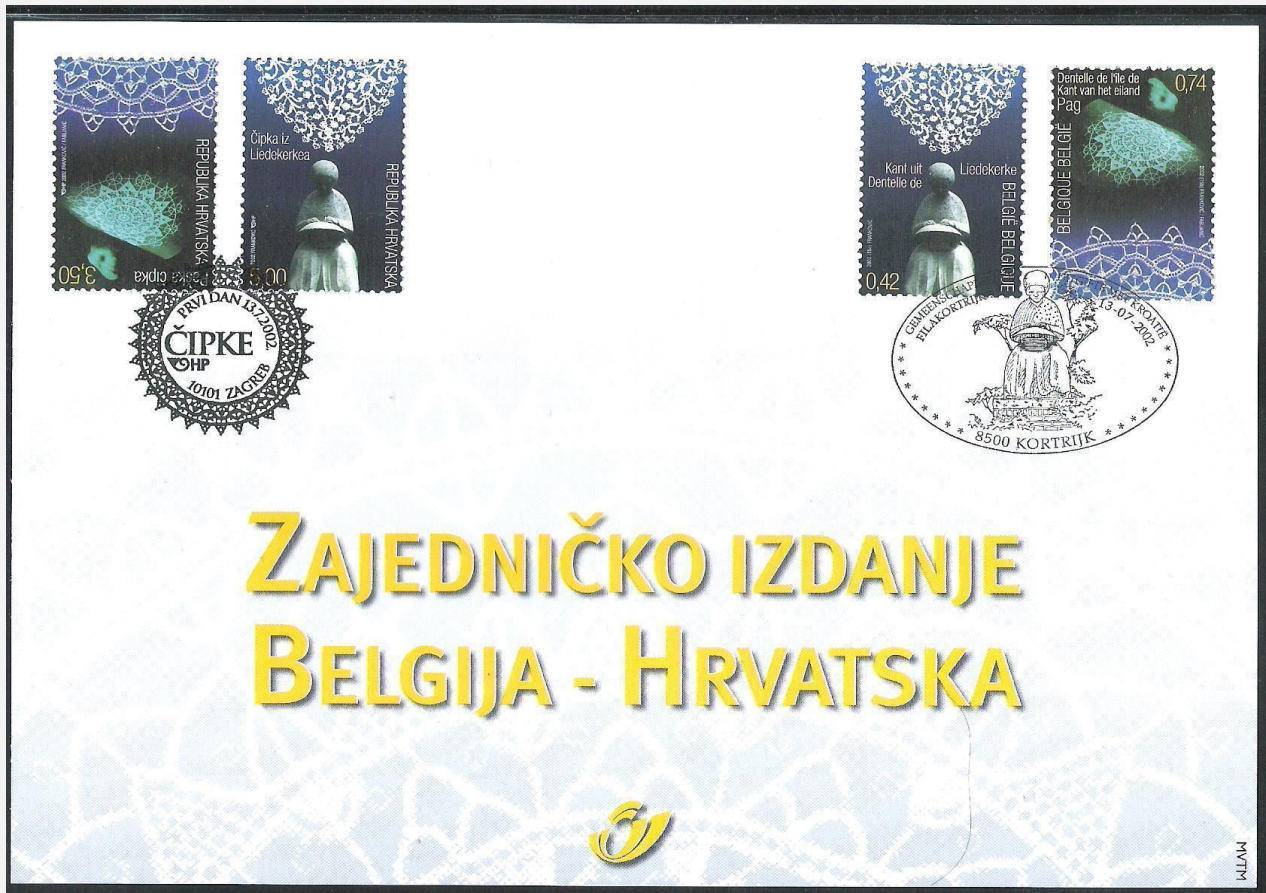 REPUBLIKA HRVATSKA
3,50
Paška čipka
Čipka iz
Liedekerkea
REPUBLIKA HRVATSKA
5,00
Kant uit Liedekerke
Dentelle de
BELGIË BELGIQUE
0,42
Dentelle de l'île de
Kant van het eiland
Pag
0,74
BELGIQUE BELGIË
PRVI DAN 13.7.2002
ČIPKE
HP
10101 ZAGREB
FILAKORTRIJK
KROATIË
13-07-2002
8500 KORTRIJK
ZAJEDNIČKO IZDANJE
BELGIJA - HRVATSKA
MVTM